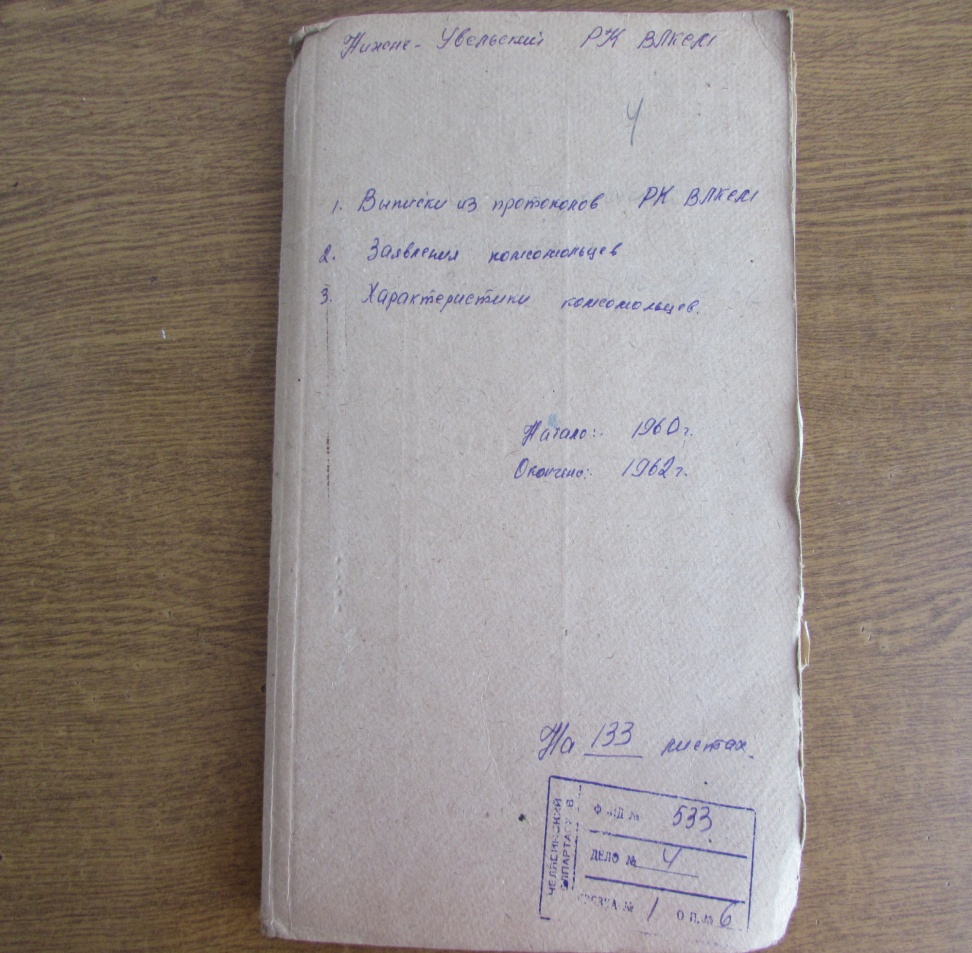 Нижне-Увельский РК ВЛКСМ
4
1. Выписки из протоколов РК ВЛКСМ
2. Заявления комсомольцев
3. Характеристики комсомольцев.
Начало: 1960 г.
Окончено: 1962 г.
На 133 листах.
ЧЕЛЯБИНСКИЙ
ОБЛПАРТАРХИВ
ФОНД № 533
ДЕЛО № 4
СВЯЗКА № 1 ОП. № 6